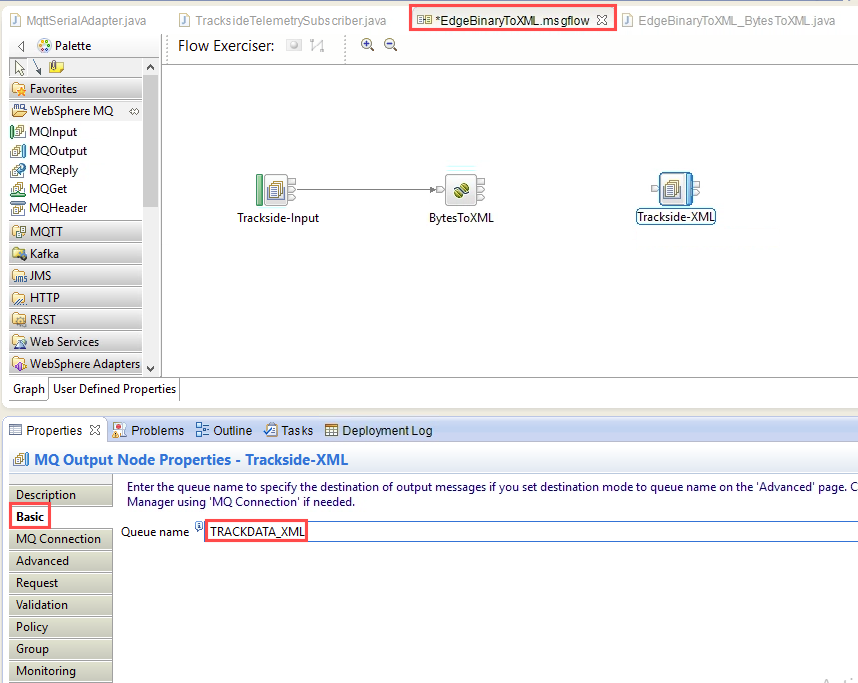 MqttSerialAdapter.java
TracksideTelemetrySubscriber.java
*EdgeBinaryToXML.msgflow
EdgeBinaryToXML_BytesToXML.java
Palette
Flow Exerciser:
Favorites
WebSphere MQ
MQInput
MQOutput
MQReply
MQGet
MQHeader
MQTT
Kafka
JMS
HTTP
REST
Web Services
WebSphere Adapters
Trackside-Input
BytesToXML
Trackside-XML
Graph
User Defined Properties
Properties
Problems
Outline
Tasks
Deployment Log
MQ Output Node Properties - Trackside-XML
Description
Basic
MQ Connection
Advanced
Request
Validation
Policy
Group
Monitoring
Enter the queue name to specify the destination of output messages if you set destination mode to queue name on the 'Advanced' page. C
Manager using 'MQ Connection' if needed.
Queue name
TRACKDATA_XML